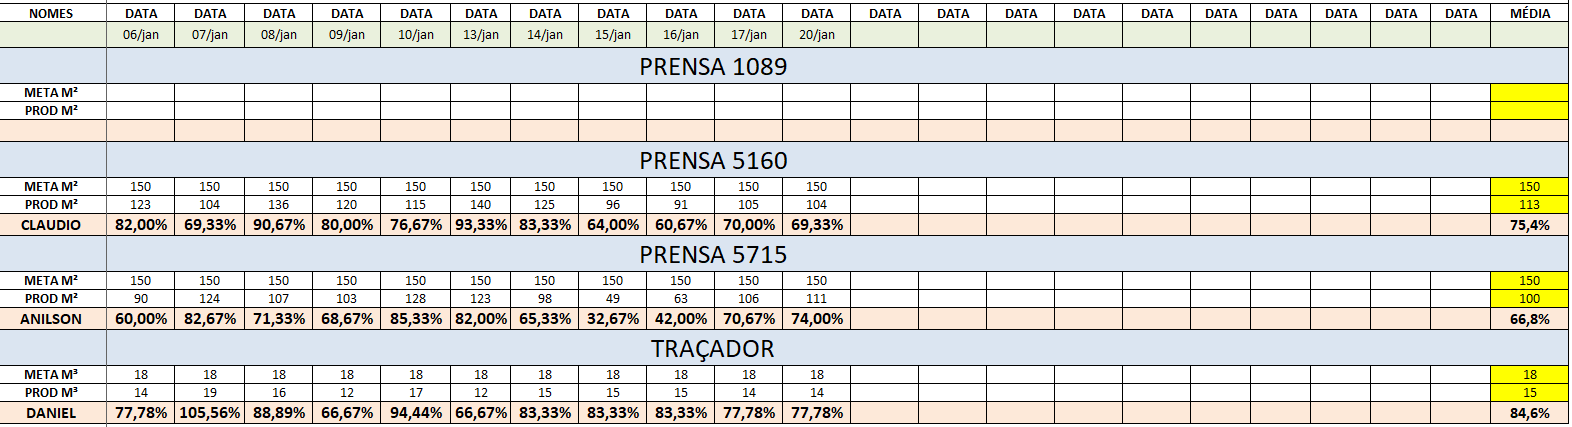 NOMES DATA DATA DATA DATA DATA DATA DATA DATA DATA DATA DATA DATA DATA DATA DATA DATA DATA DATA DATA DATA DATA MÉDIA
06/jan 07/jan 08/jan 09/jan 10/jan 13/jan 14/jan 15/jan 16/jan 17/jan 20/jan
PRENSA 1089
META M²
PROD M²
PRENSA 5160
META M² 150 150 150 150 150 150 150 150 150 150 150 150
PROD M² 123 104 136 120 115 140 125 96 91 105 104 113
CLAUDIO 82,00% 69,33% 90,67% 80,00% 76,67% 93,33% 83,33% 64,00% 60,67% 70,00% 69,33% 75,4%
PRENSA 5715
META M² 150 150 150 150 150 150 150 150 150 150 150 150
PROD M² 90 124 107 103 128 123 98 49 63 106 111 100
ANILSON 60,00% 82,67% 71,33% 68,67% 85,33% 82,00% 65,33% 32,67% 42,00% 70,67% 74,00% 66,8%
TRAÇADOR
META M³ 18 18 18 18 18 18 18 18 18 18 18 18
PROD M³ 14 19 16 12 17 12 15 15 15 14 14 15
DANIEL 77,78% 105,56% 88,89% 66,67% 94,44% 66,67% 83,33% 83,33% 83,33% 77,78% 77,78% 84,6%